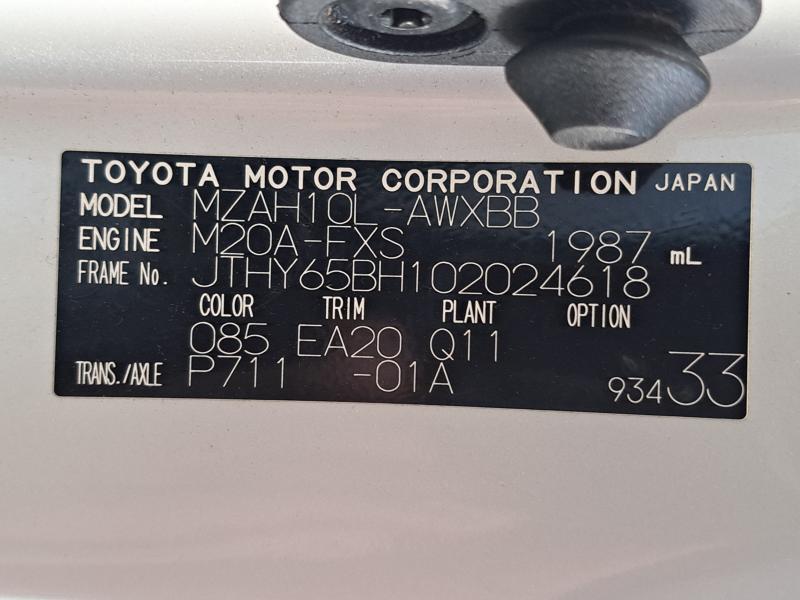 TOYOTA MOTOR CORPORATION JAPAN
MODEL MZAH10L-AWXBB
ENGINE M20A-FXS 1987 mL
FRAME No. JTHY65BH102024618
COLOR TRIM PLANT OPTION
085 EA20 Q11
TRANS./AXLE P711 -01A 934 33